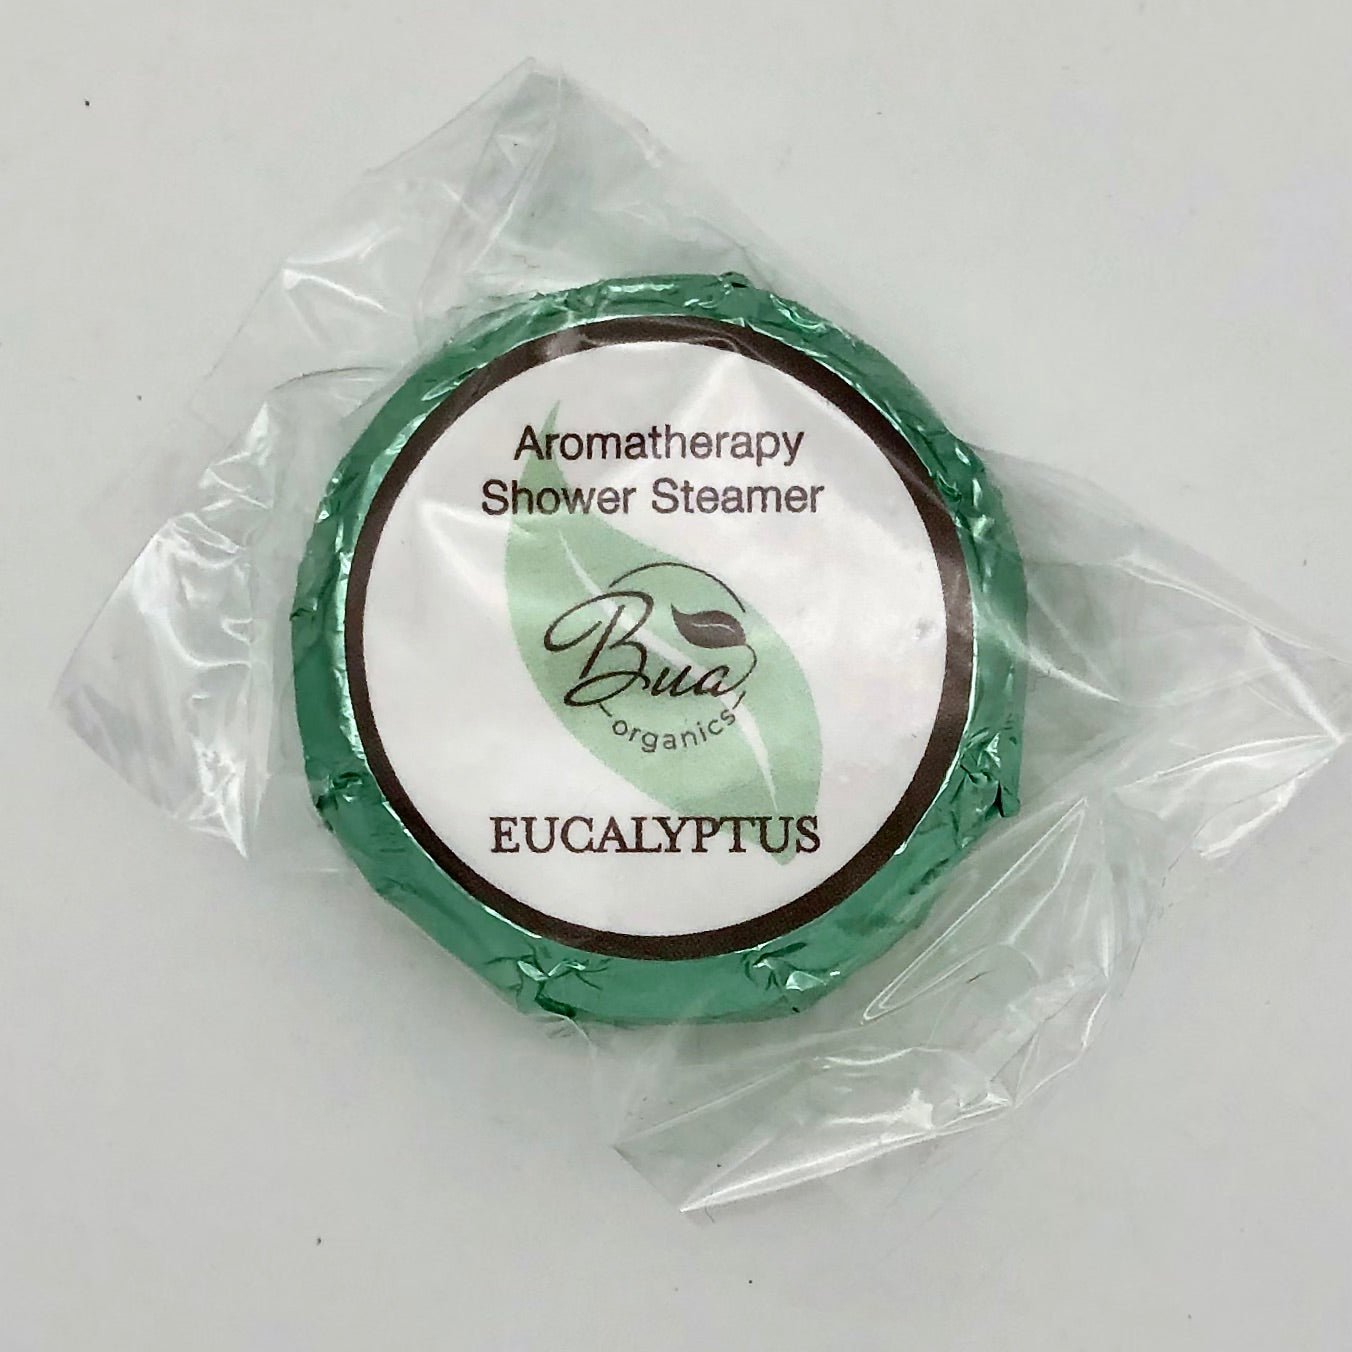 Aromatherapy
Shower Steamer
Bua
organics
EUCALYPTUS